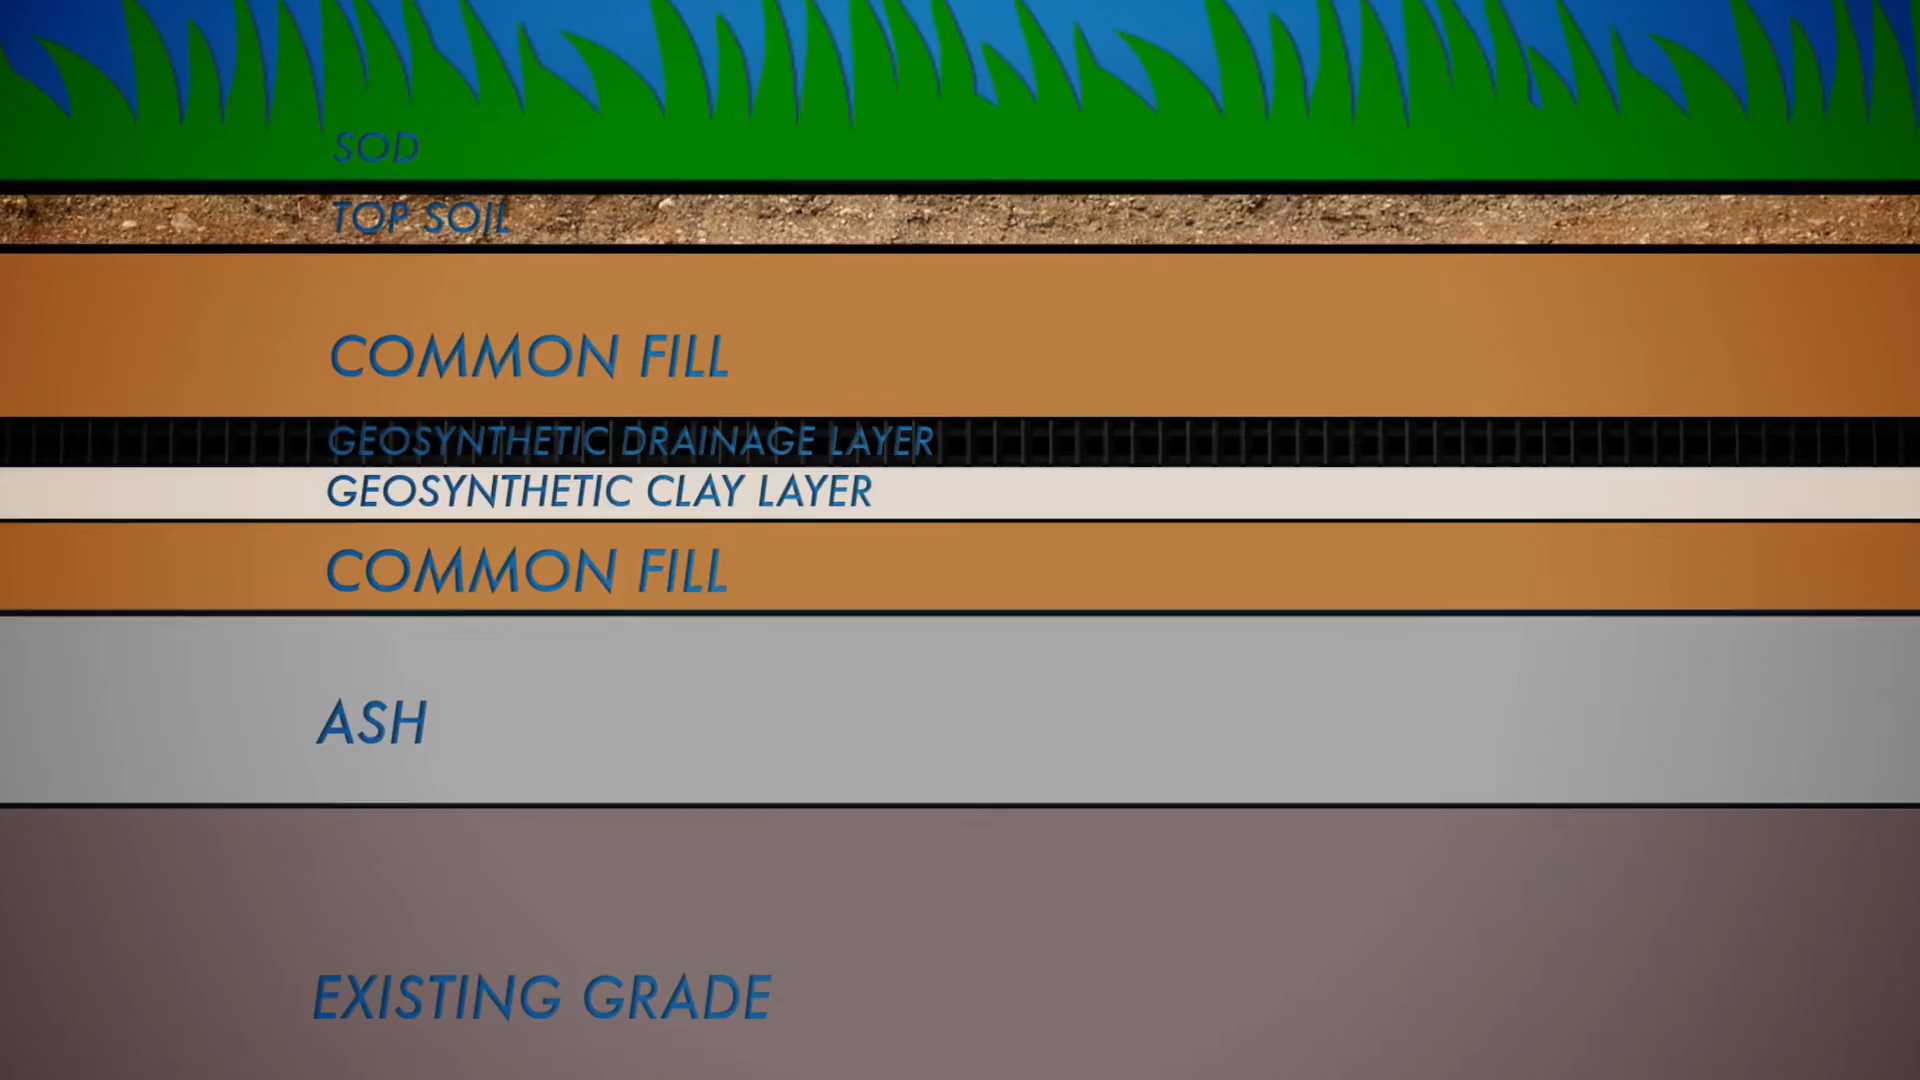 SOD
TOP SOIL
COMMON FILL
GEOSYNTHETIC DRAINAGE LAYER
GEOSYNTHETIC CLAY LAYER
COMMON FILL
ASH
EXISTING GRADE